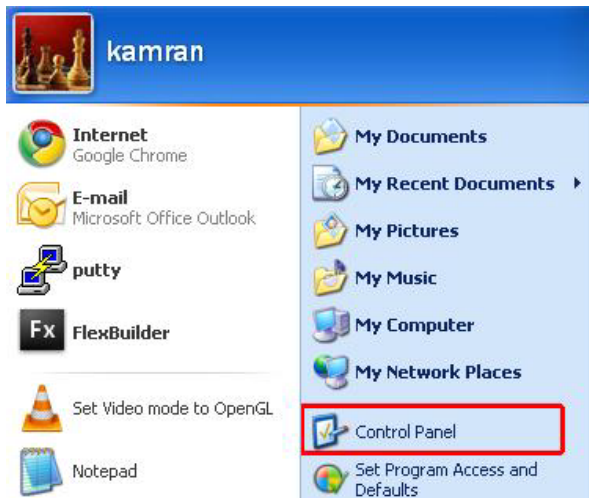 kamran
Internet
Google Chrome
E-mail
Microsoft Office Outlook
putty
Fx FlexBuilder
Set Video mode to OpenGL
Notepad
My Documents
My Recent Documents
My Pictures
My Music
My Computer
My Network Places
Control Panel
Set Program Access and
Defaults